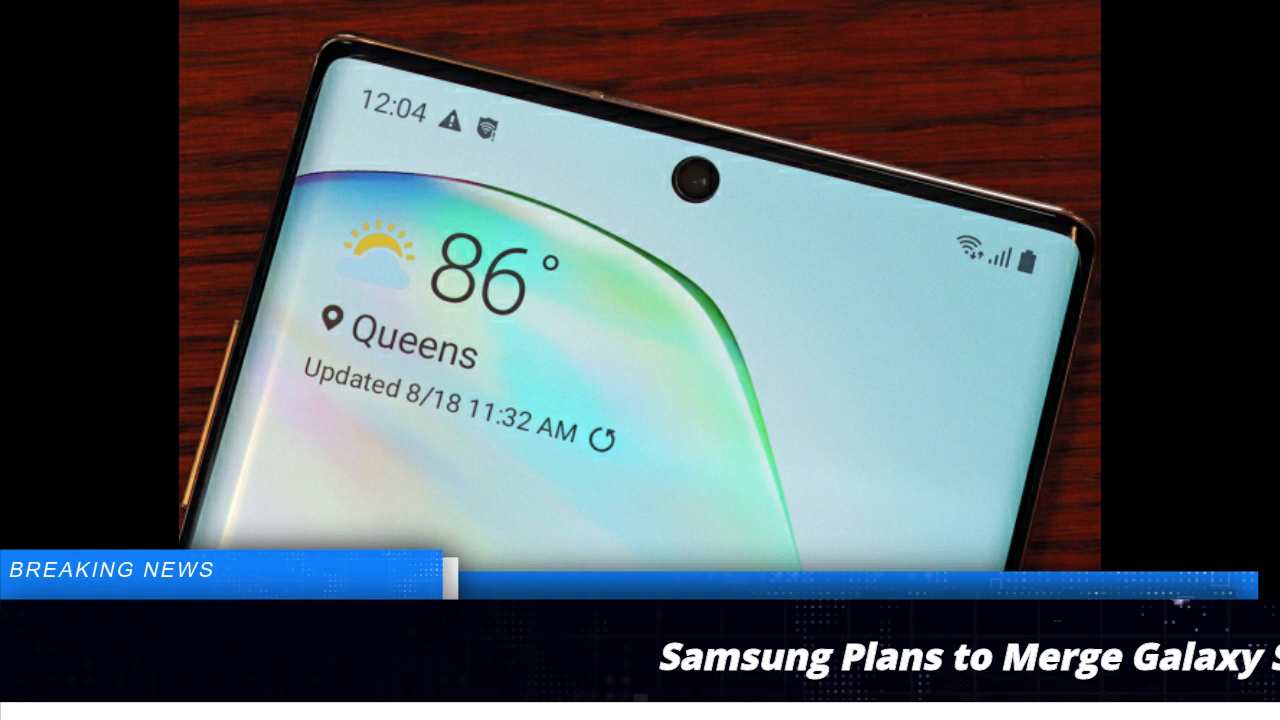 12:04
86°
Queens
Updated 8/18 11:32 AM
BREAKING NEWS
Samsung Plans to Merge Galaxy S